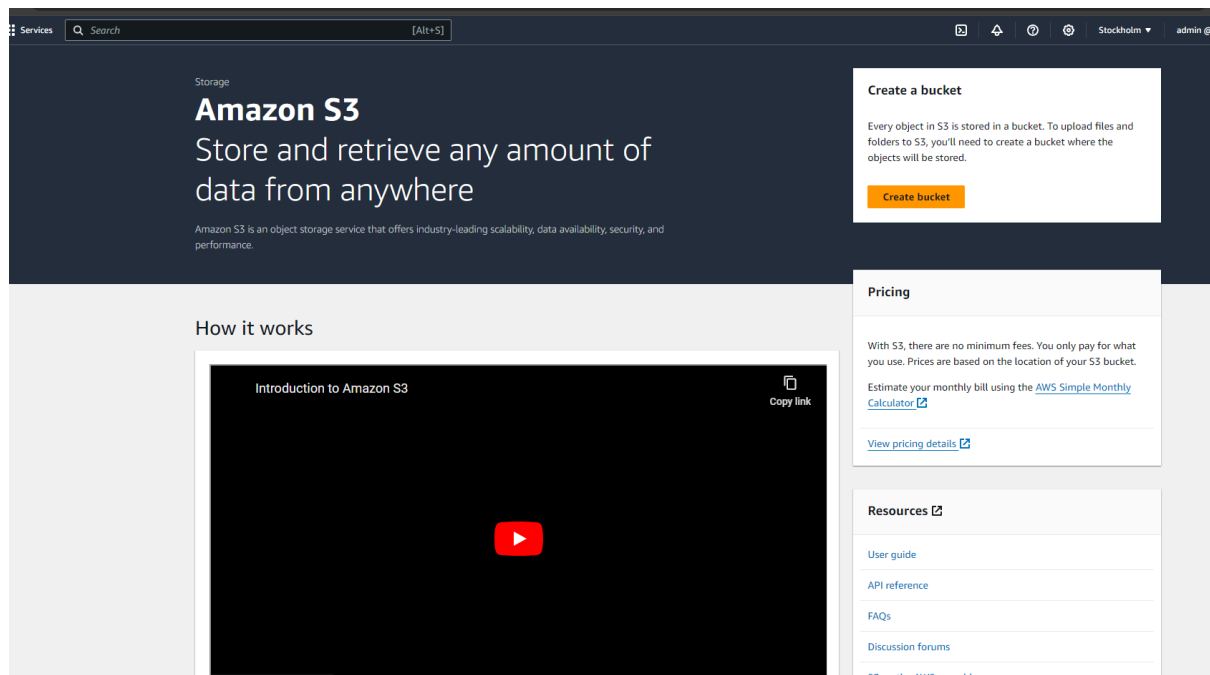 Services
Search
[Alt+S]
Stockholm
admin @
Storage
Amazon S3
Store and retrieve any amount of
data from anywhere
Amazon S3 is an object storage service that offers industry-leading scalability, data availability, security, and
performance.
Create a bucket
Every object in S3 is stored in a bucket. To upload files and
folders to S3, you'll need to create a bucket where the
objects will be stored.
Create bucket
How it works
Introduction to Amazon S3
Copy link
Pricing
With S3, there are no minimum fees. You only pay for what
you use. Prices are based on the location of your S3 bucket.
Estimate your monthly bill using the AWS Simple Monthly
Calculator
View pricing details
Resources
User guide
API reference
FAQs
Discussion forums